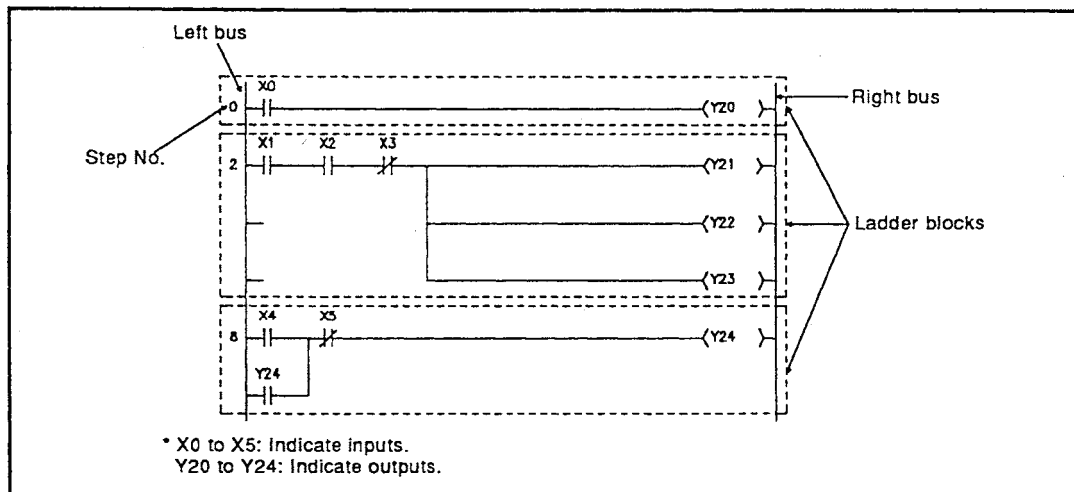 Left bus
X0
0
Y20
Right bus
Step No.
X1 X2 X3
2
Y21
Y22
Ladder blocks
Y23
X4 X5
8
Y24
Y24
* X0 to X5: Indicate inputs.
Y20 to Y24: Indicate outputs.